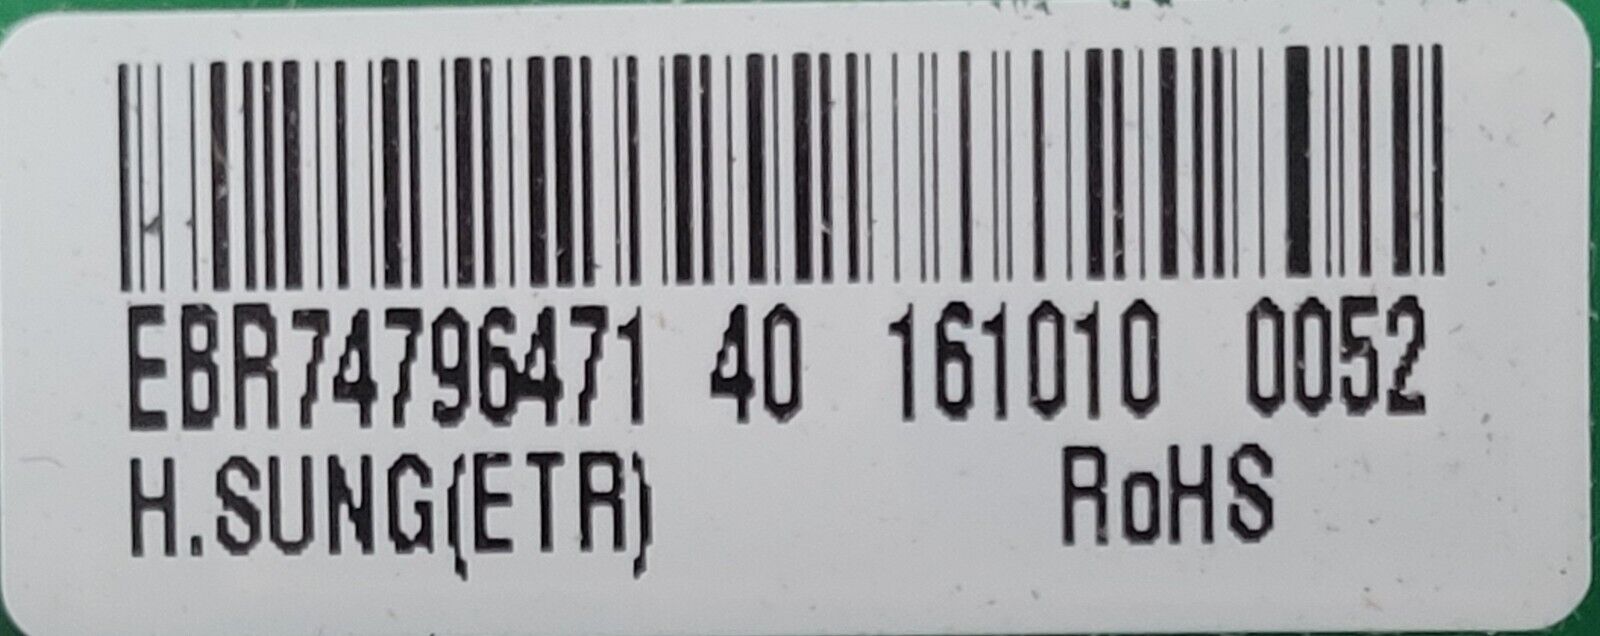 EBR74796471 40 161010 0052
H.SUNG(ETR) RoHS